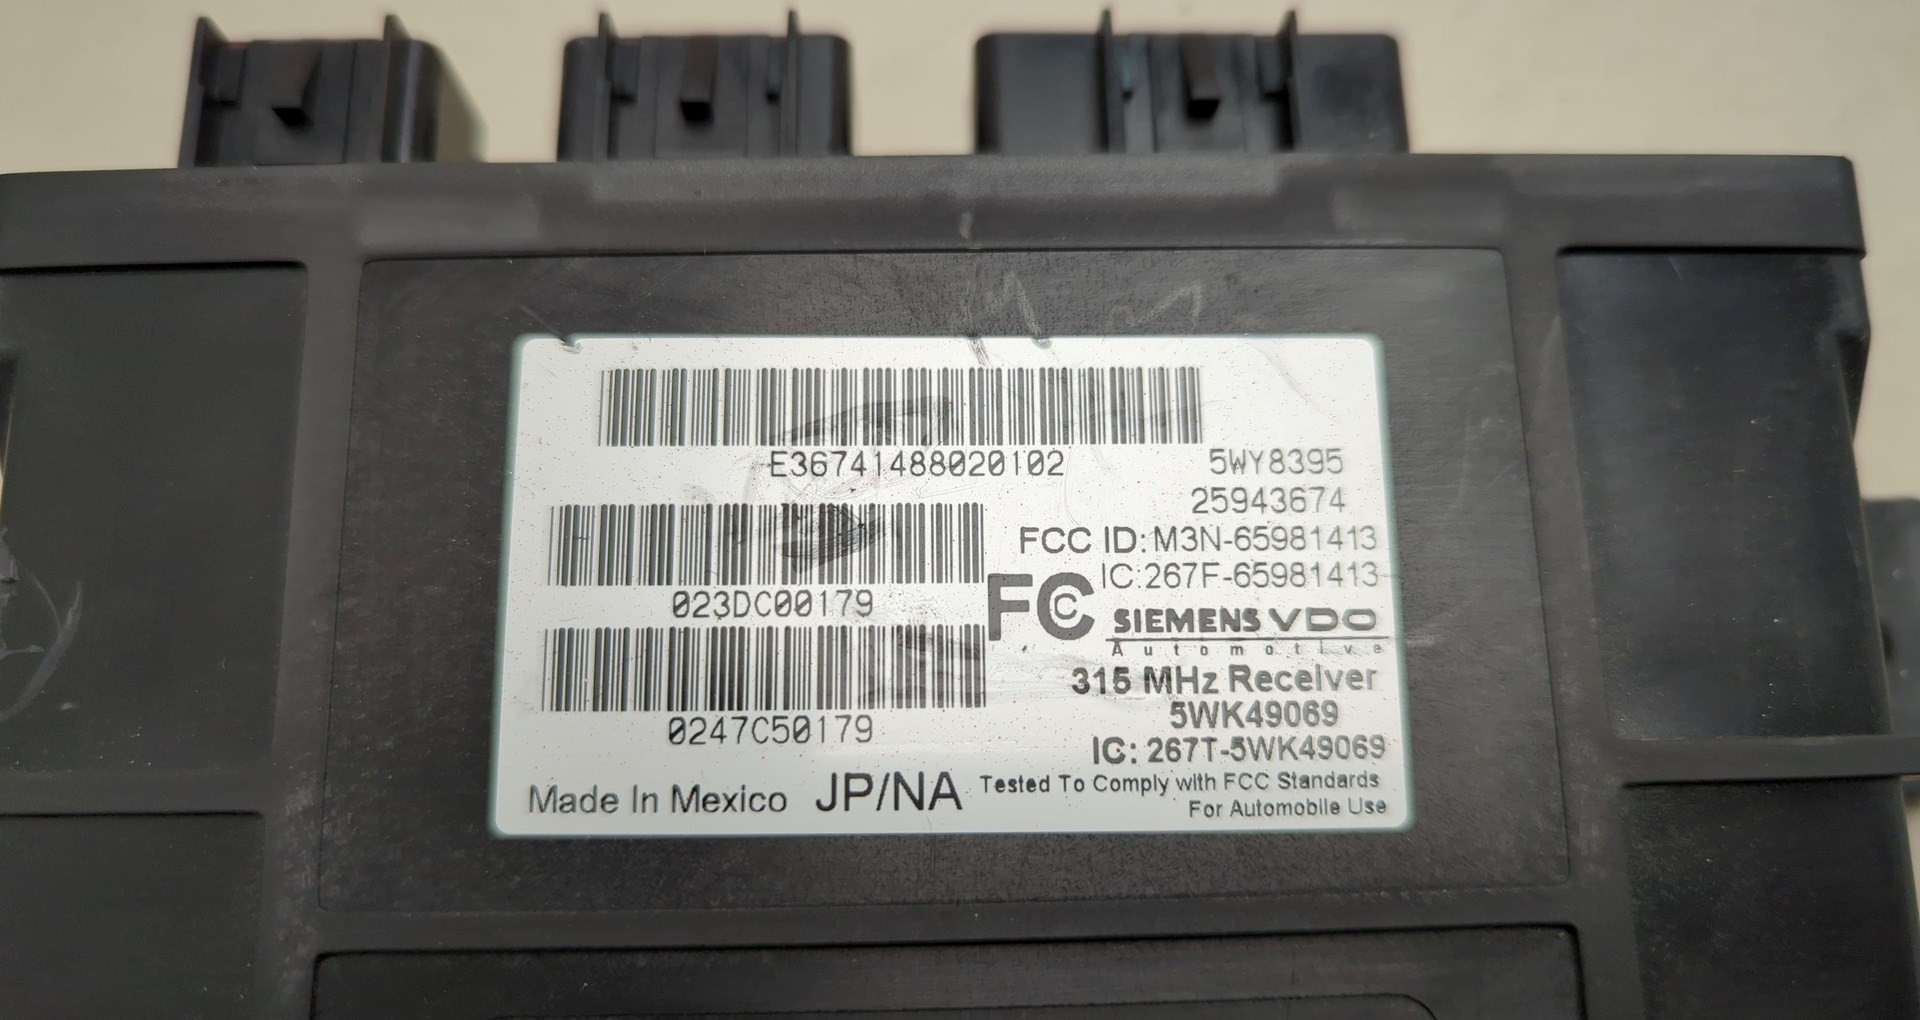 E36741488020102
5WY8395
25943674
023DC00179
FCC ID: M3N-65981413
IC:267F-65981413
FC
SIEMENS VDO
Automotive
0247C50179
315 MHz Receiver
5WK49069
IC: 267T-5WK49069
Made In Mexico JP/NA Tested To Comply with FCC Standards
For Automobile Use